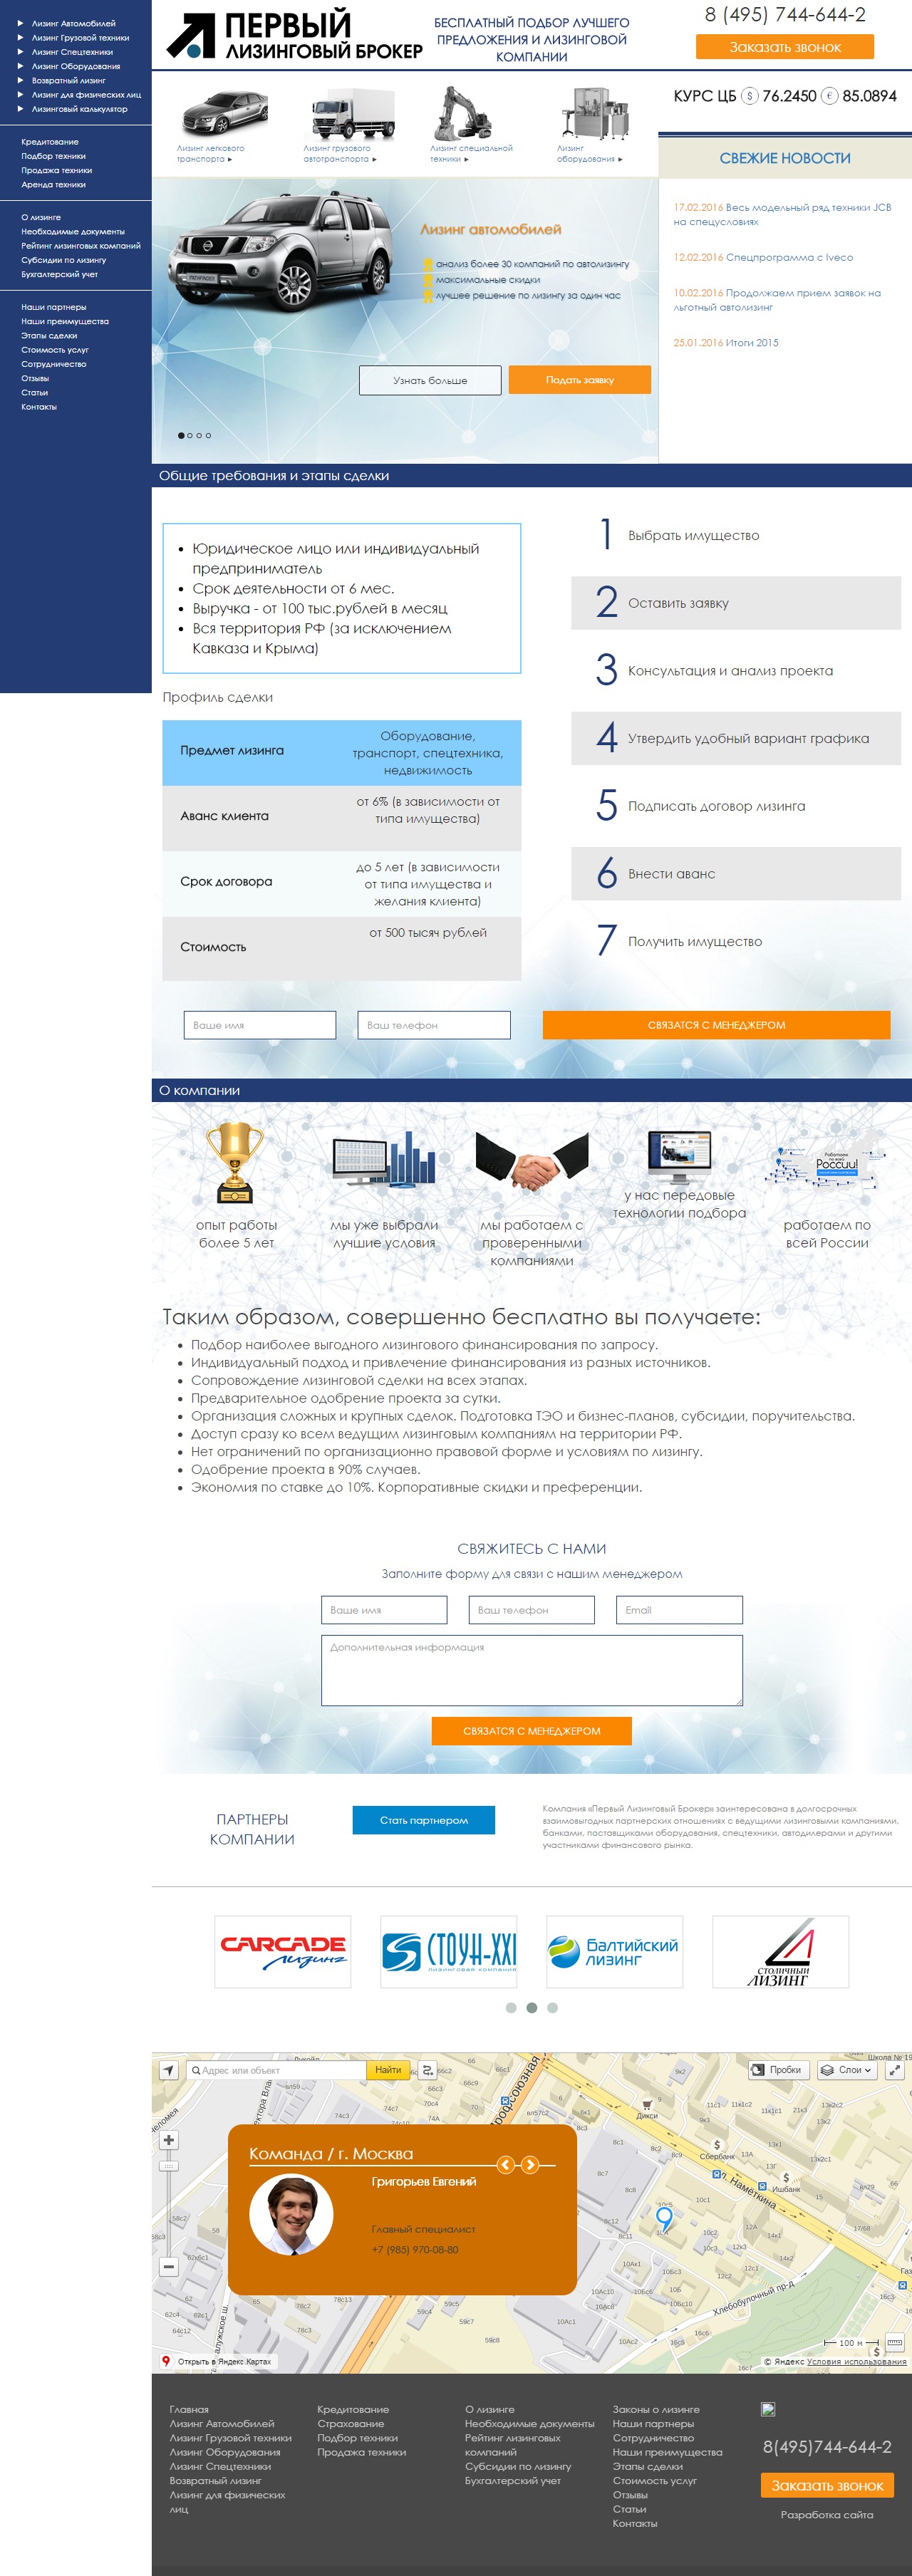 Лизинг Автомобилей
Лизинг Грузовой техники
Лизинг Спецтехники
Лизинг Оборудования
Возвратный лизинг
Лизинг для физических лиц
Лизинговый калькулятор
Кредитование
Подбор техники
Продажа техники
Аренда техники
О лизинге
Необходимые документы
Рейтинг лизинговых компаний
Субсидии по лизингу
Бухгалтерский учет
Наши партнеры
Наши преимущества
Этапы сделки
Стоимость услуг
Сотрудничество
Отзывы
Статьи
Контакты
ПЕРВЫЙ
ЛИЗИНГОВЫЙ БРОКЕР
БЕСПЛАТНЫЙ ПОДБОР ЛУЧШЕГО
ПРЕДЛОЖЕНИЯ И ЛИЗИНГОВОЙ
КОМПАНИИ
8 (495) 744-644-2
Заказать звонок
Лизинг легкового
транспорта ►
Лизинг грузового
автотранспорта ►
Лизинг специальной
техники ►
Лизинг
оборудования ►
КУРС ЦБ $ 76.2450 € 85.0894
СВЕЖИЕ НОВОСТИ
17.02.2016 Весь модельный ряд техники JCB
на спецусловиях
12.02.2016 Спецпрограмма с Iveco
10.02.2016 Продолжаем прием заявок на
льготный автолизинг
25.01.2016 Итоги 2015
Лизинг автомобилей
анализ более 30 компаний по автолизингу
максимальные скидки
лучшее решение по лизингу за один час
Узнать больше
Подать заявку
Общие требования и этапы сделки
Юридическое лицо или индивидуальный
предприниматель
Срок деятельности от 6 мес.
Выручка - от 100 тыс.рублей в месяц
Вся территория РФ (за исключением
Кавказа и Крыма)
Профиль сделки
Предмет лизинга
Оборудование,
транспорт, спецтехника,
недвижимость
Аванс клиента
от 6% (в зависимости от
типа имущества)
Срок договора
до 5 лет (в зависимости
от типа имущества и
желания клиента)
Стоимость
от 500 тысяч рублей
1 Выбрать имущество
2 Оставить заявку
3 Консультация и анализ проекта
4 Утвердить удобный вариант графика
5 Подписать договор лизинга
6 Внести аванс
7 Получить имущество
Ваше имя
Ваш телефон
СВЯЗАТСЯ С МЕНЕДЖЕРОМ
О компании
опыт работы
более 5 лет
мы уже выбрали
лучшие условия
мы работаем с
проверенными
компаниями
у нас передовые
технологии подбора
Работаем
по всей
России!
работаем по
всей России
Таким образом, совершенно бесплатно вы получаете:
Подбор наиболее выгодного лизингового финансирования по запросу.
Индивидуальный подход и привлечение финансирования из разных источников.
Сопровождение лизинговой сделки на всех этапах.
Предварительное одобрение проекта за сутки.
Организация сложных и крупных сделок. Подготовка ТЭО и бизнес-планов, субсидии, поручительства.
Доступ сразу ко всем ведущим лизинговым компаниям на территории РФ.
Нет ограничений по организационно правовой форме и условиям по лизингу.
Одобрение проекта в 90% случаев.
Экономия по ставке до 10%. Корпоративные скидки и преференции.
СВЯЖИТЕСЬ С НАМИ
Заполните форму для связи с нашим менеджером
Ваше имя
Ваш телефон
Email
Дополнительная информация
СВЯЗАТСЯ С МЕНЕДЖЕРОМ
ПАРТНЕРЫ
КОМПАНИИ
Стать партнером
Компания «Первый Лизинговый Брокер» заинтересована в долгосрочных
взаимовыгодных партнерских отношениях с ведущими лизинговыми компаниями,
банками, поставщиками оборудования, спецтехники, автодилерами и другими
участниками финансового рынка.
CARCADE
лизинг
СТОУН-XXI
лизинговая компания
Балтийский
лизинг
СТОЛИЧНЫЙ
ЛИЗИНГ
Адрес или объект
Найти
Пробки
Слои
Дикси
Сбербанк
Ишбанк
ул. Намёткина
Хлебобулочный пр-д
Команда / г. Москва
Григорьев Евгений
Главный специалист
+7 (985) 970-08-80
100 м
Открыть в Яндекс.Картах
© Яндекс Условия использования
Главная
Лизинг Автомобилей
Лизинг Грузовой техники
Лизинг Оборудования
Лизинг Спецтехники
Возвратный лизинг
Лизинг для физических
лиц
Кредитование
Страхование
Подбор техники
Продажа техники
О лизинге
Необходимые документы
Рейтинг лизинговых
компаний
Субсидии по лизингу
Бухгалтерский учет
Законы о лизинге
Наши партнеры
Сотрудничество
Наши преимущества
Этапы сделки
Стоимость услуг
Отзывы
Статьи
Контакты
8(495)744-644-2
Заказать звонок
Разработка сайта